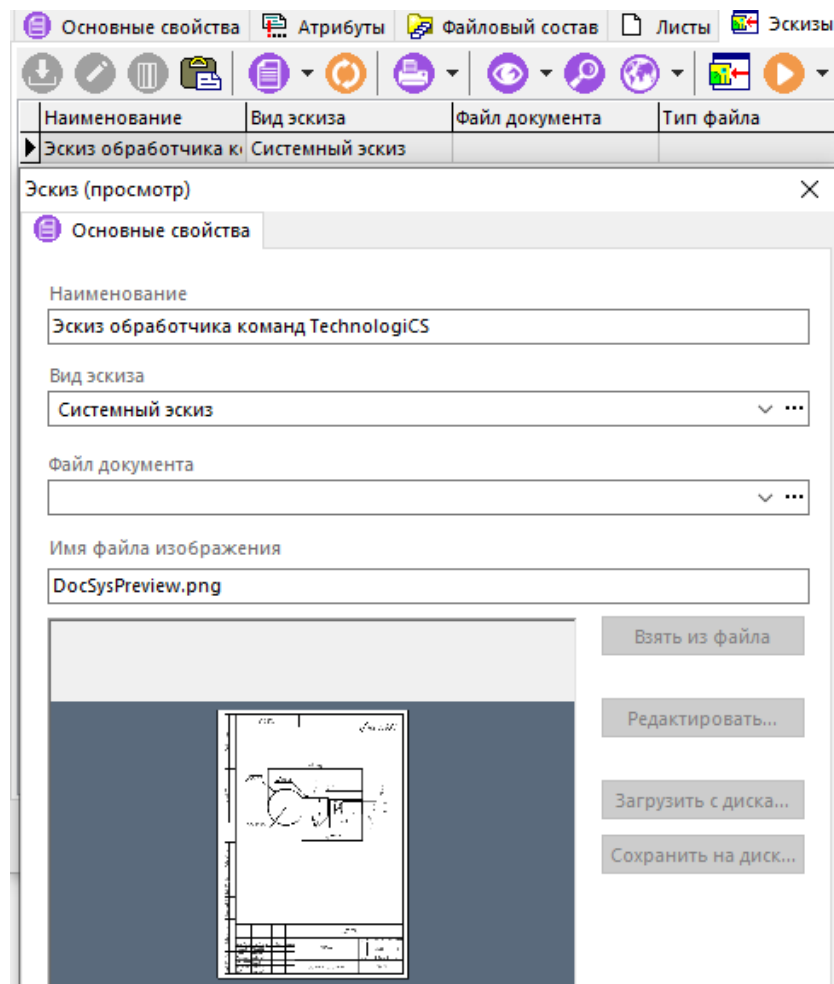 Основные свойства Атрибуты Файловый состав Листы Эскизы
Наименование Вид эскиза Файл документа Тип файла
Эскиз обработчика Системный эскиз
Эскиз (просмотр)
Основные свойства
Наименование
Эскиз обработчика команд TechnologiCS
Вид эскиза
Системный эскиз
Файл документа
Имя файла изображения
DocSysPreview.png
Взять из файла
Редактировать...
Загрузить с диска...
Сохранить на диск...